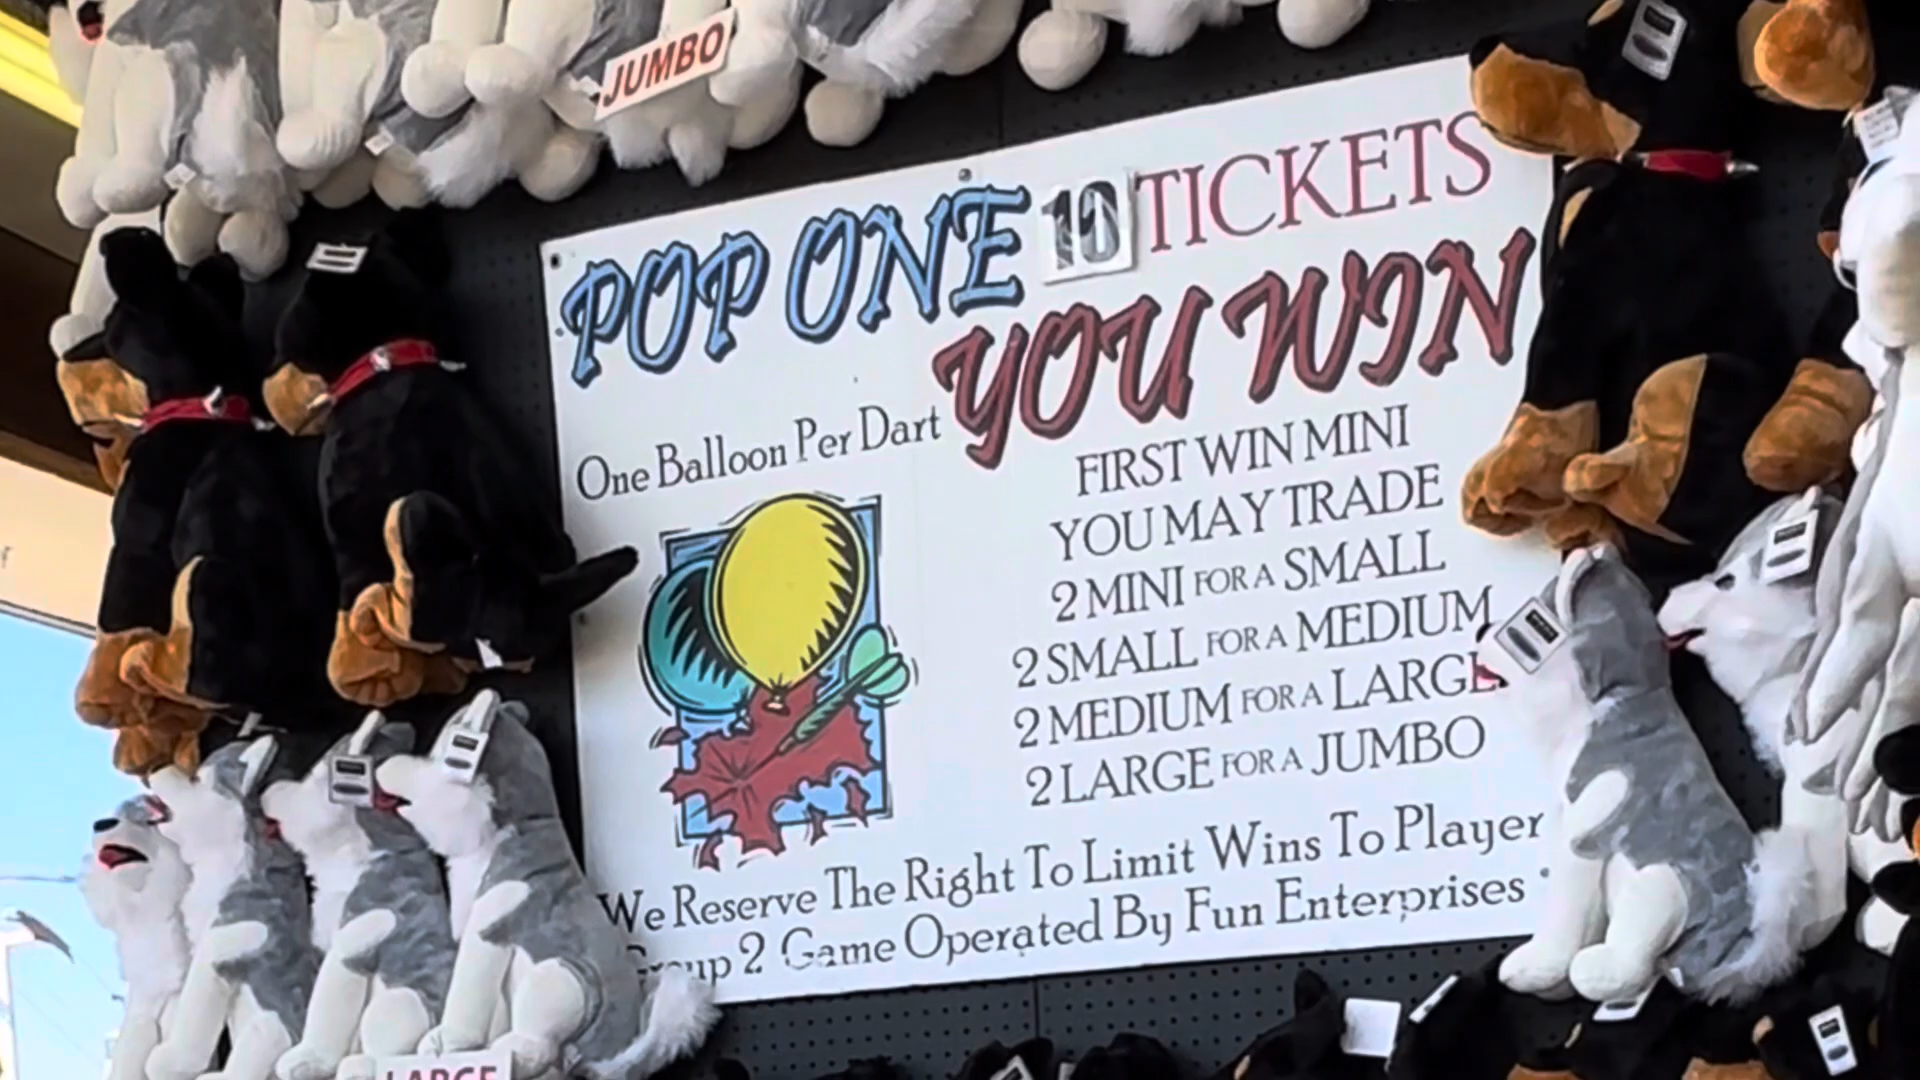 JUMBO
POP ONE 10 TICKETS
YOU WIN
One Balloon Per Dart
FIRST WIN MINI
YOU MAY TRADE
2 MINI FOR A SMALL
2 SMALL FOR A MEDIUM
2 MEDIUM FOR A LARGE
2 LARGE FOR A JUMBO
We Reserve The Right To Limit Wins To Player
Group 2 Game Operated By Fun Enterprises
LARGE